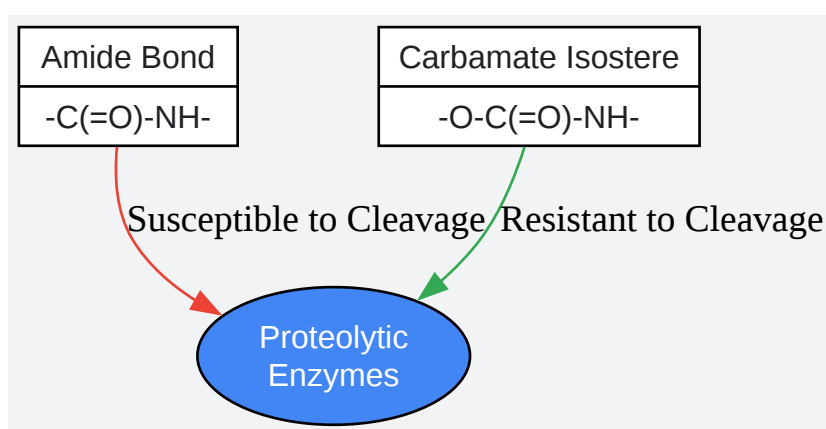 Amide Bond
-C(=O)-NH-
Carbamate Isostere
-O-C(=O)-NH-
Susceptible to Cleavage
Resistant to Cleavage
Proteolytic
Enzymes